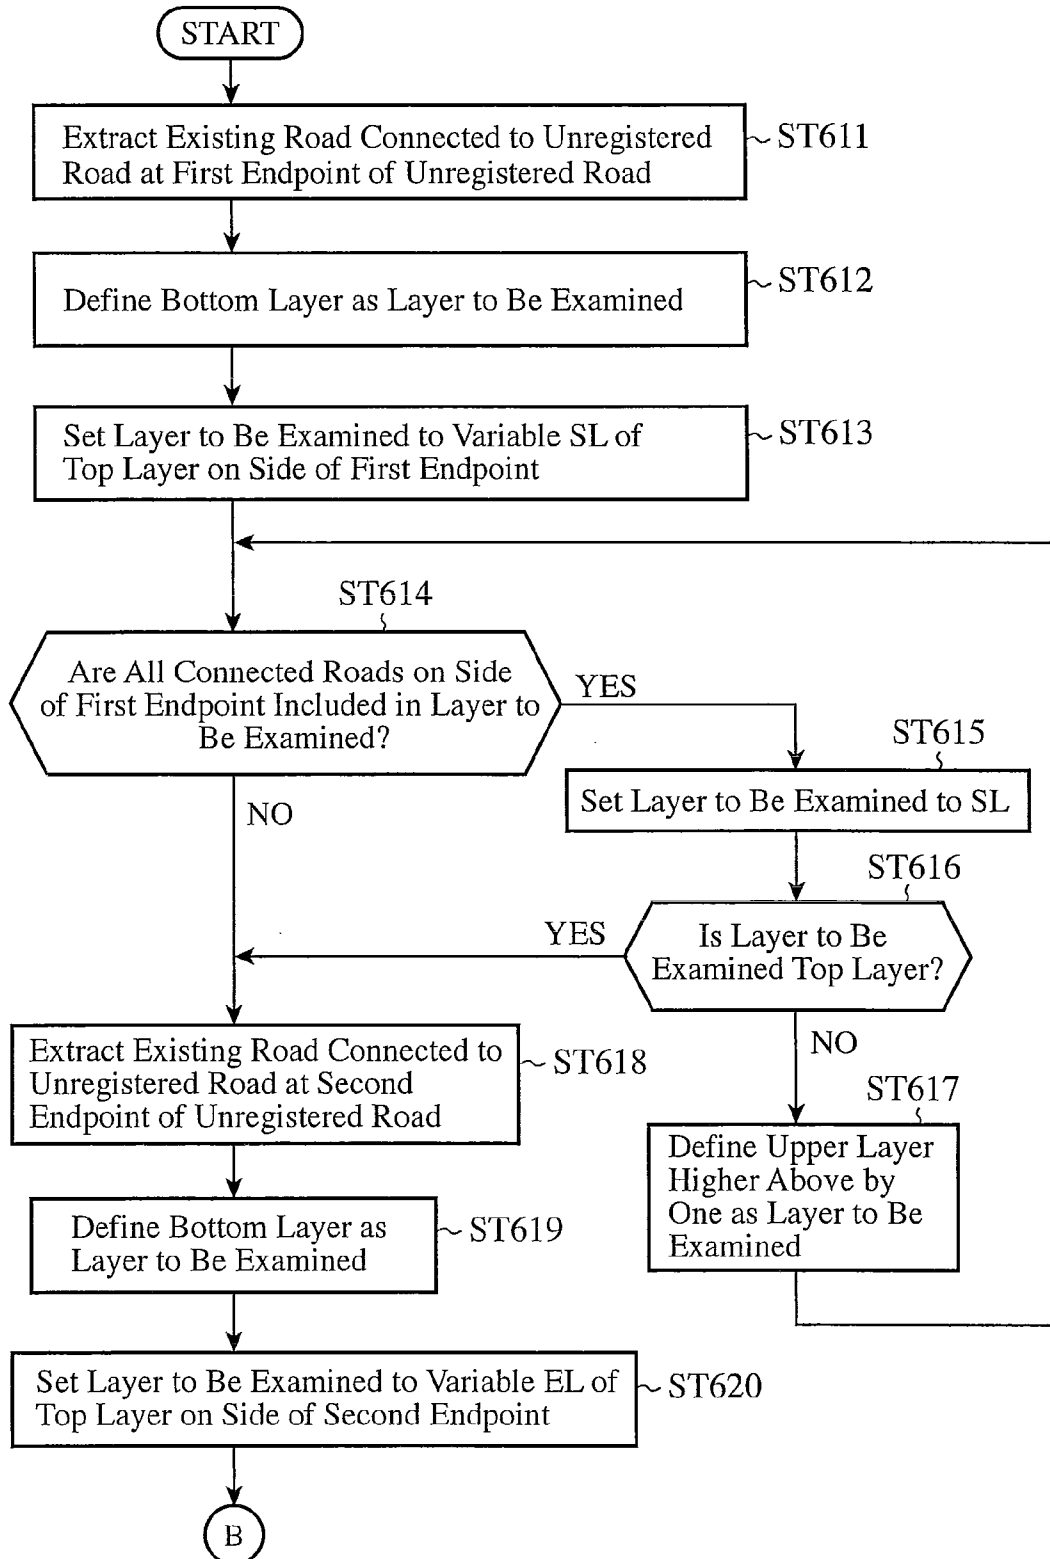 START
Extract Existing Road Connected to Unregistered
Road at First Endpoint of Unregistered Road
ST611
Define Bottom Layer as Layer to Be Examined
ST612
Set Layer to Be Examined to Variable SL of
Top Layer on Side of First Endpoint
ST613
ST614
Are All Connected Roads on Side
of First Endpoint Included in Layer to
Be Examined?
YES
NO
ST615
Set Layer to Be Examined to SL
ST616
Is Layer to Be
Examined Top Layer?
YES
NO
ST617
Define Upper Layer
Higher Above by
One as Layer to Be
Examined
Extract Existing Road Connected to
Unregistered Road at Second
Endpoint of Unregistered Road
ST618
Define Bottom Layer as
Layer to Be Examined
ST619
Set Layer to Be Examined to Variable EL of
Top Layer on Side of Second Endpoint
ST620
B